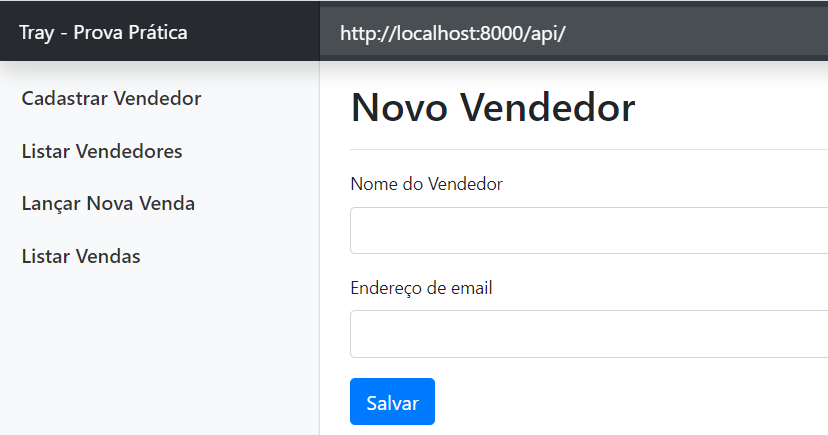 Tray - Prova Prática
http://localhost:8000/api/
Cadastrar Vendedor
Listar Vendedores
Lançar Nova Venda
Listar Vendas
Novo Vendedor
Nome do Vendedor
Endereço de email
Salvar